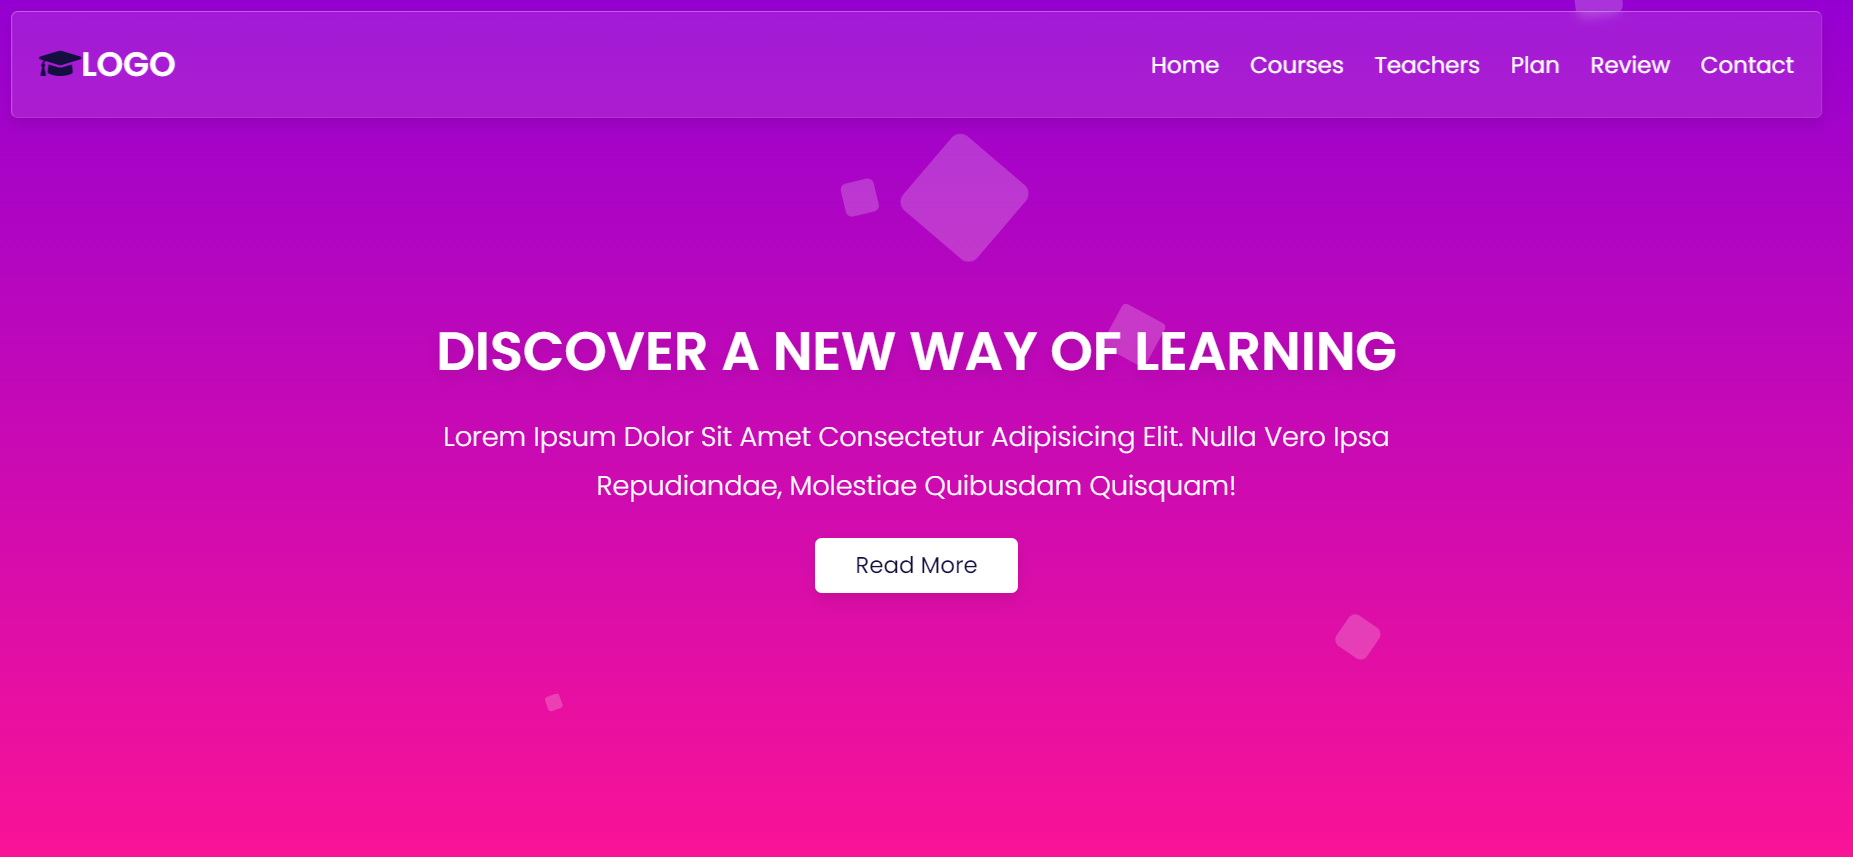 LOGO
Home Courses Teachers Plan Review Contact
DISCOVER A NEW WAY OF LEARNING
Lorem Ipsum Dolor Sit Amet Consectetur Adipisicing Elit. Nulla Vero Ipsa
Repudiandae, Molestiae Quibusdam Quisquam!
Read More